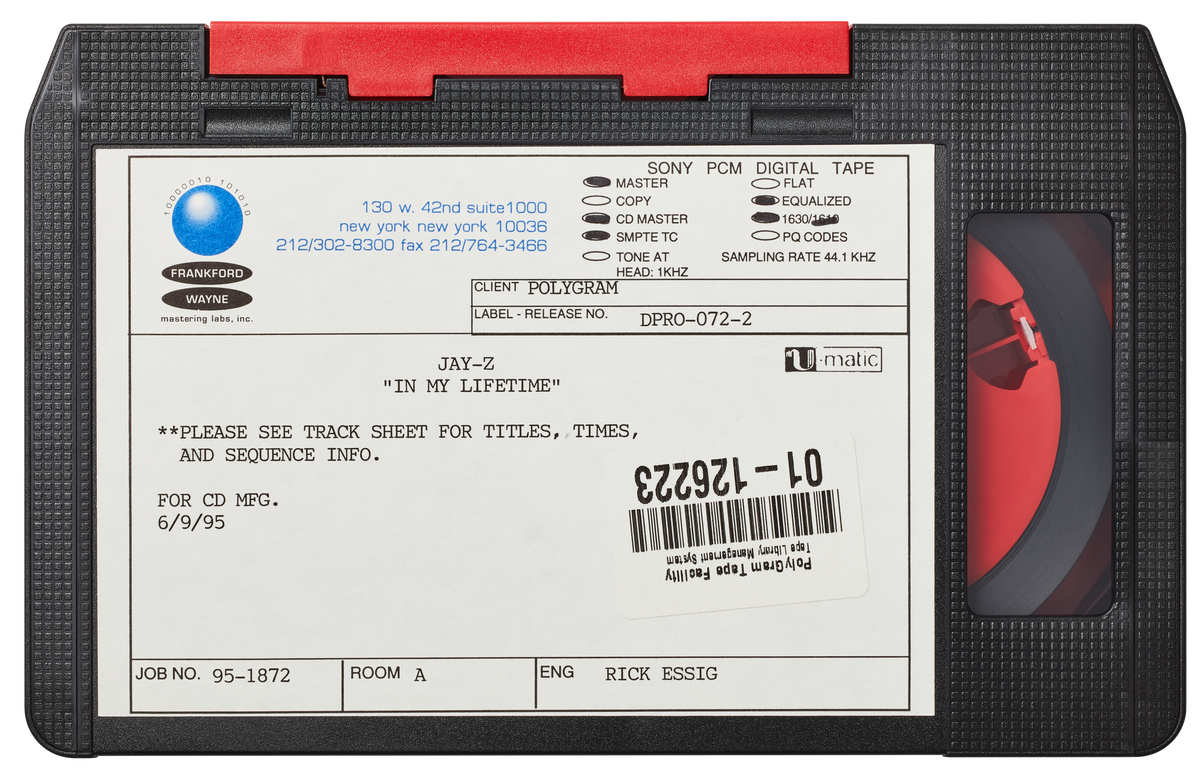 10000010 101010
FRANKFORD
WAYNE
mastering labs, inc.
130 w. 42nd suite1000
new york new york 10036
212/302-8300 fax 212/764-3466
SONY PCM DIGITAL TAPE
MASTER
COPY
CD MASTER
SMPTE TC
TONE AT
HEAD: 1KHZ
FLAT
EQUALIZED
1630/1610
PQ CODES
SAMPLING RATE 44.1 KHZ
CLIENT POLYGRAM
LABEL - RELEASE NO. DPRO-072-2
U-matic
JAY-Z
"IN MY LIFETIME"
**PLEASE SEE TRACK SHEET FOR TITLES, TIMES,
AND SEQUENCE INFO.
FOR CD MFG.
6/9/95
PolyGram Tape Facility
Tape Library Management System
01-126223
JOB NO. 95-1872
ROOM A
ENG RICK ESSIG